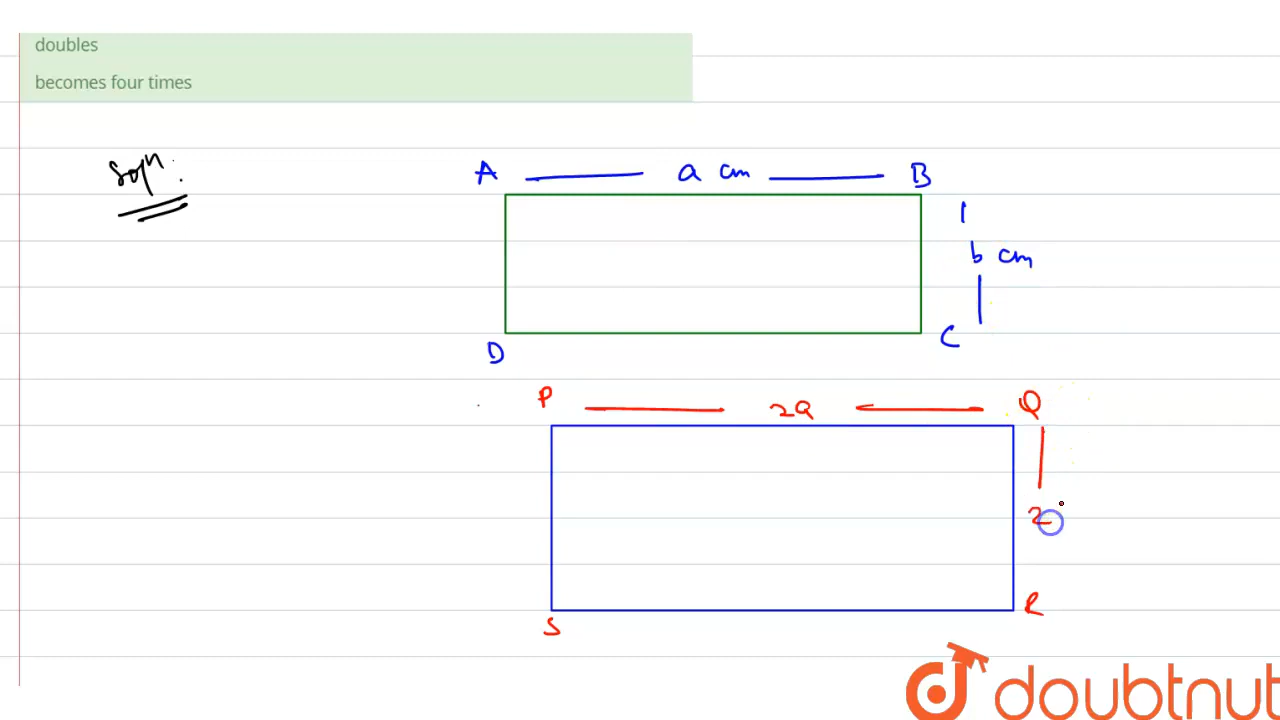 doubles
becomes four times
Soln:
A a cm B
b cm
D C
P 2a Q
2
S R
doubtnut